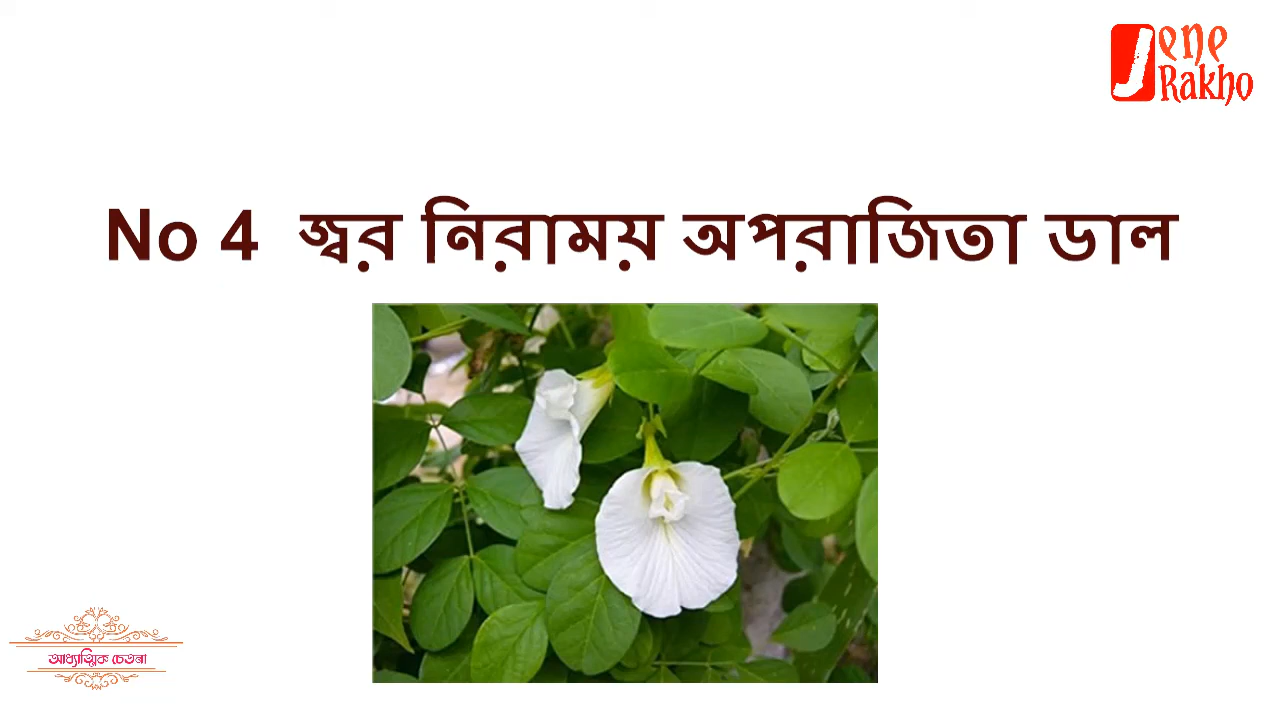 Jene
Rakho
No 4 জ্বর নিরাময় অপরাজিতা ডাল
আধ্যাত্মিক চেতনা